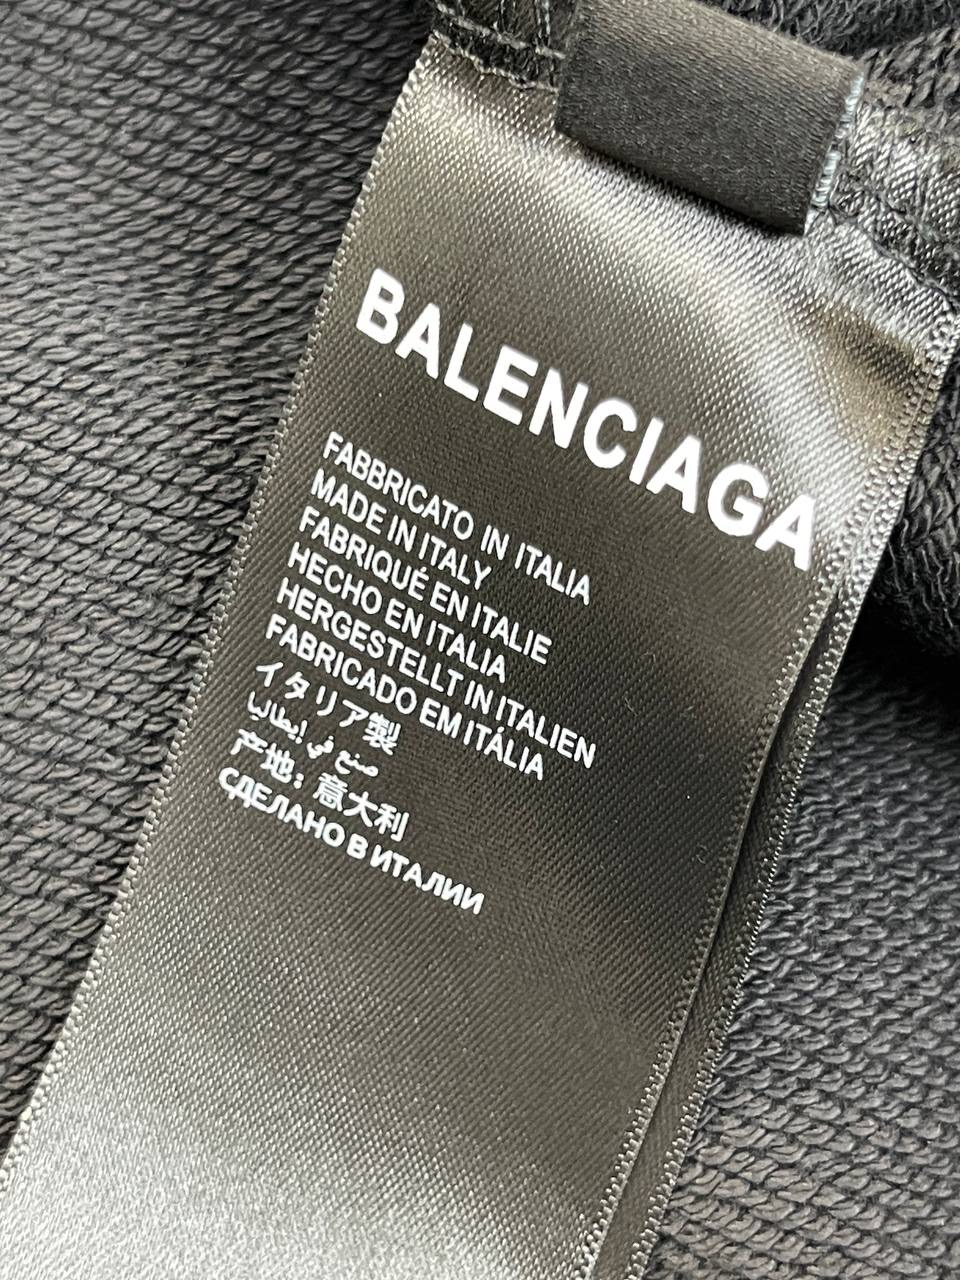 BALENCIAGA
FABBRICATO IN ITALIA
MADE IN ITALY
FABRIQUÉ EN ITALIE
HECHO EN ITALIA
HERGESTELLT IN ITALIEN
FABRICADO EM ITÁLIA
イタリア製
صنع في إيطاليا
产地：意大利
СДЕЛАНО В ИТАЛИИ